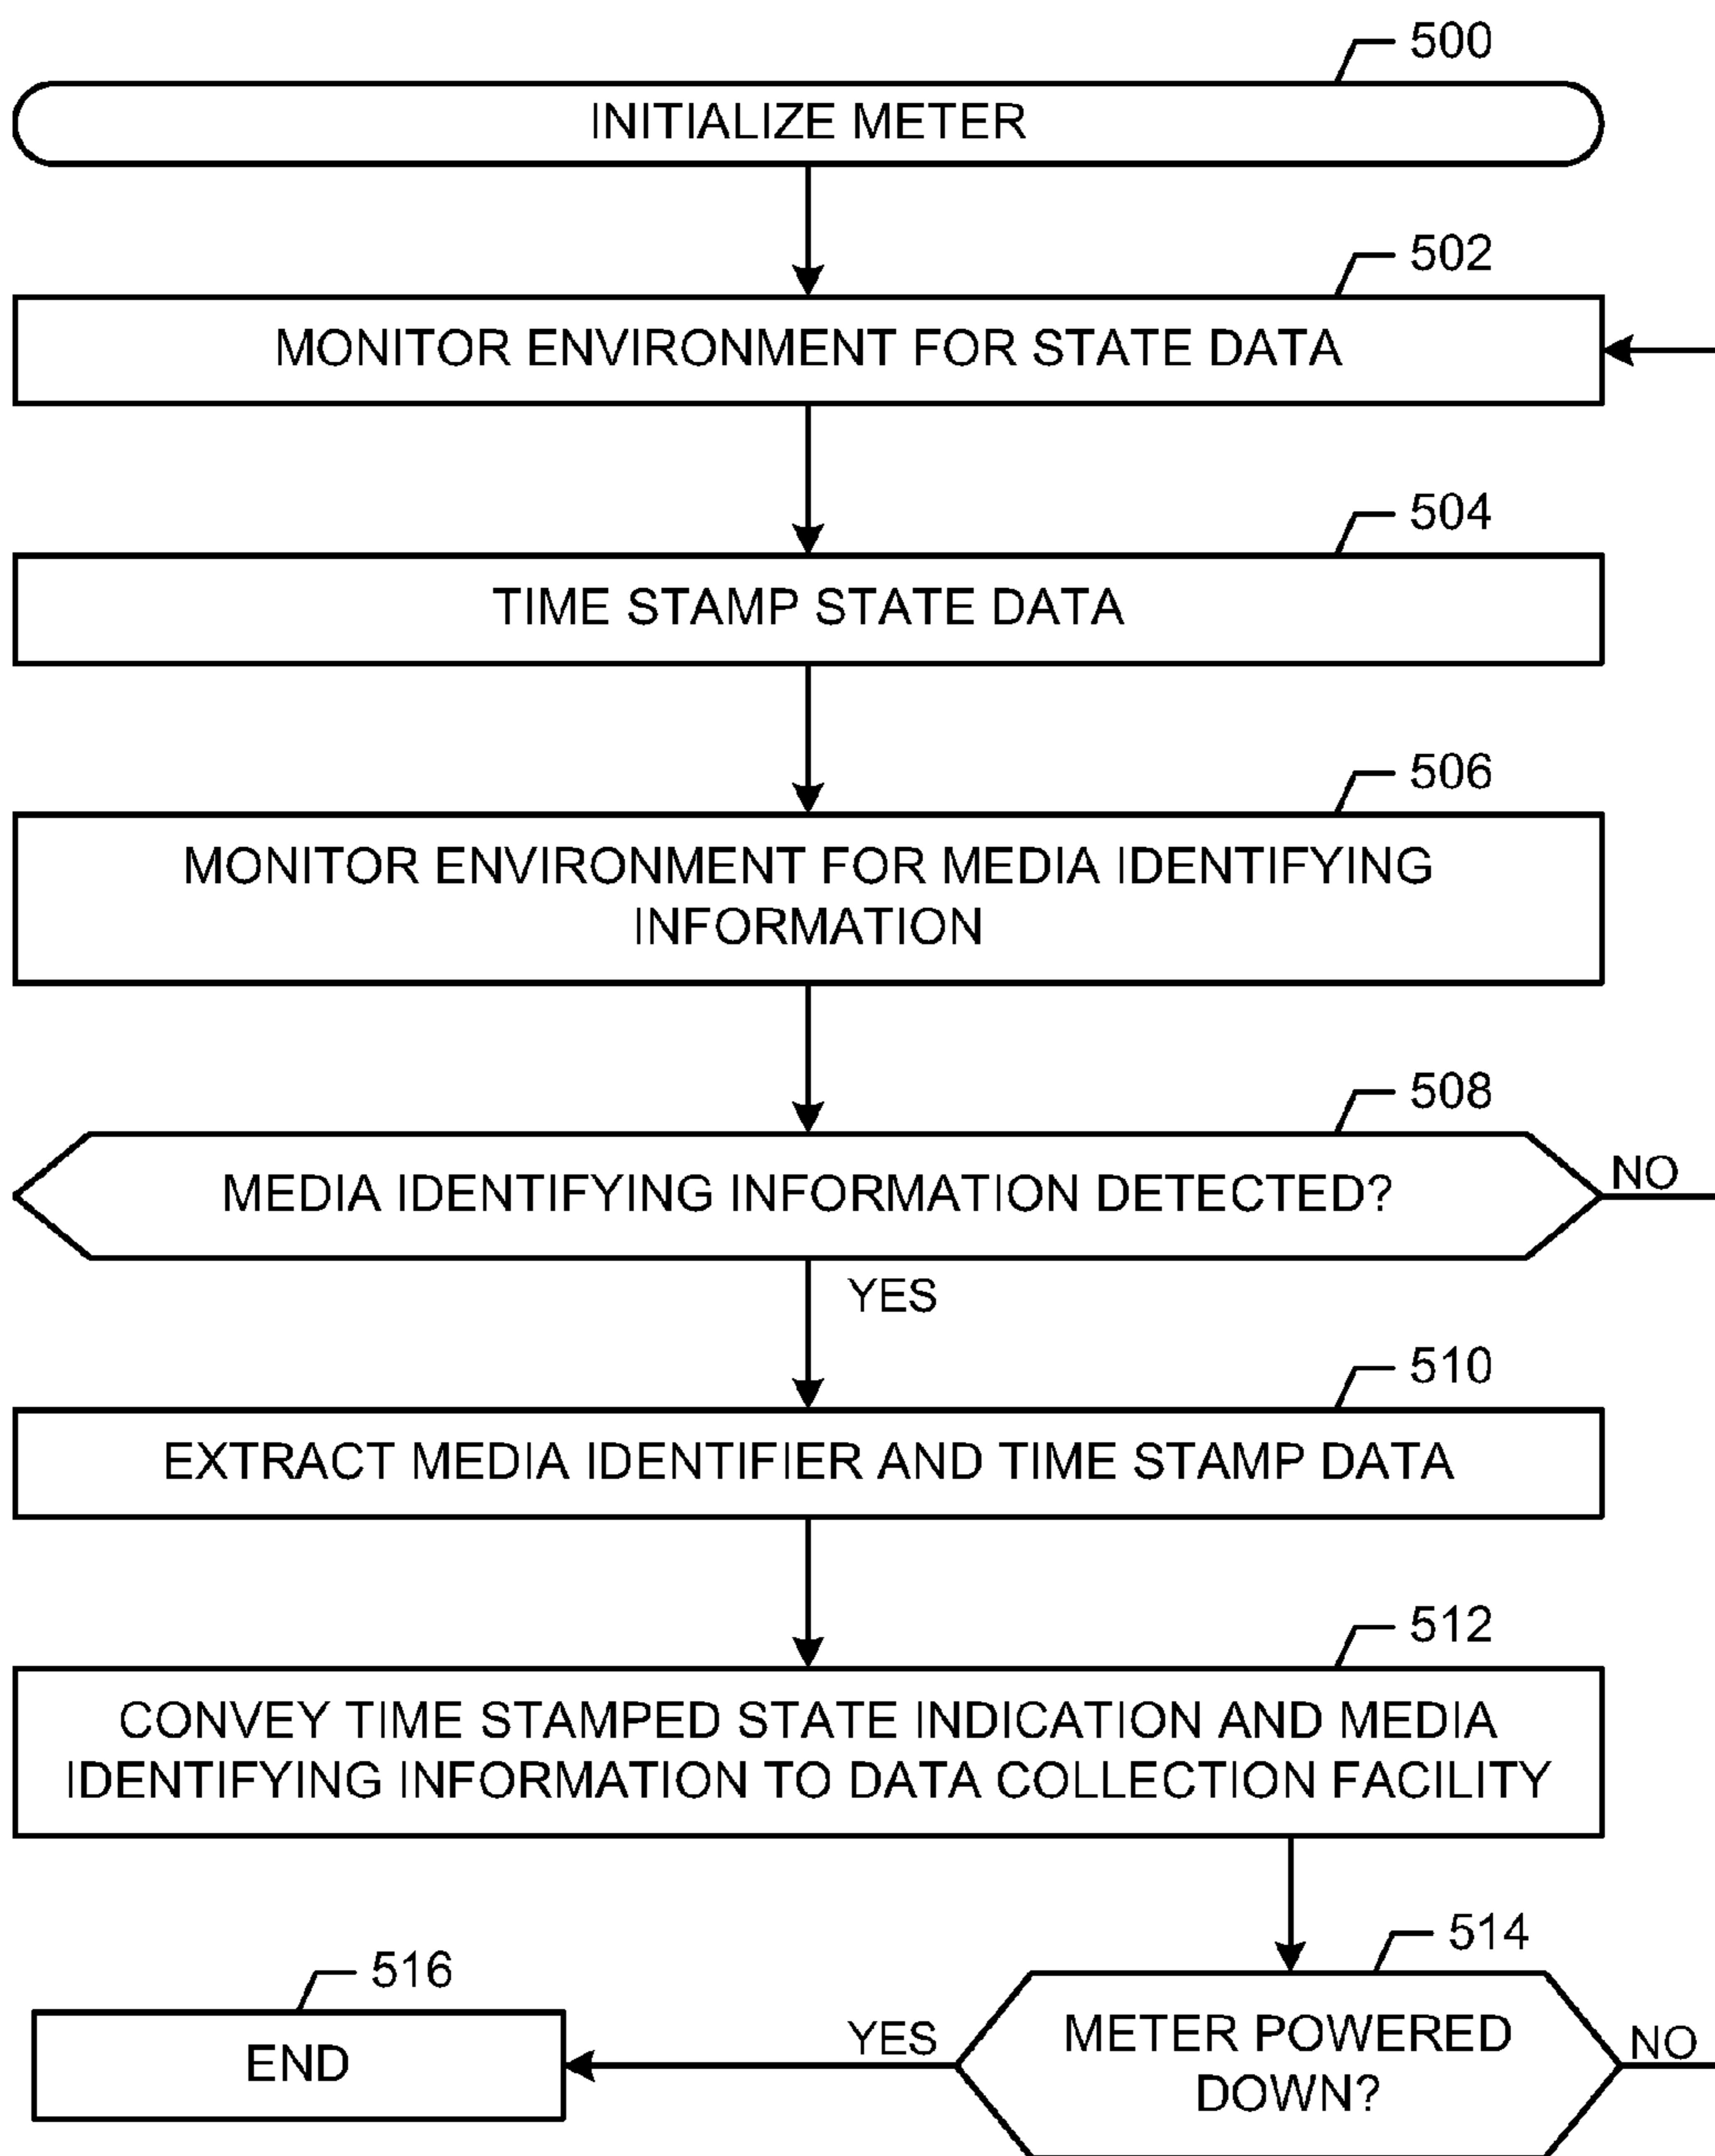 500
INITIALIZE METER
502
MONITOR ENVIRONMENT FOR STATE DATA
504
TIME STAMP STATE DATA
506
MONITOR ENVIRONMENT FOR MEDIA IDENTIFYING
INFORMATION
508
MEDIA IDENTIFYING INFORMATION DETECTED?
NO
YES
510
EXTRACT MEDIA IDENTIFIER AND TIME STAMP DATA
512
CONVEY TIME STAMPED STATE INDICATION AND MEDIA
IDENTIFYING INFORMATION TO DATA COLLECTION FACILITY
514
METER POWERED
DOWN?
NO
YES
516
END